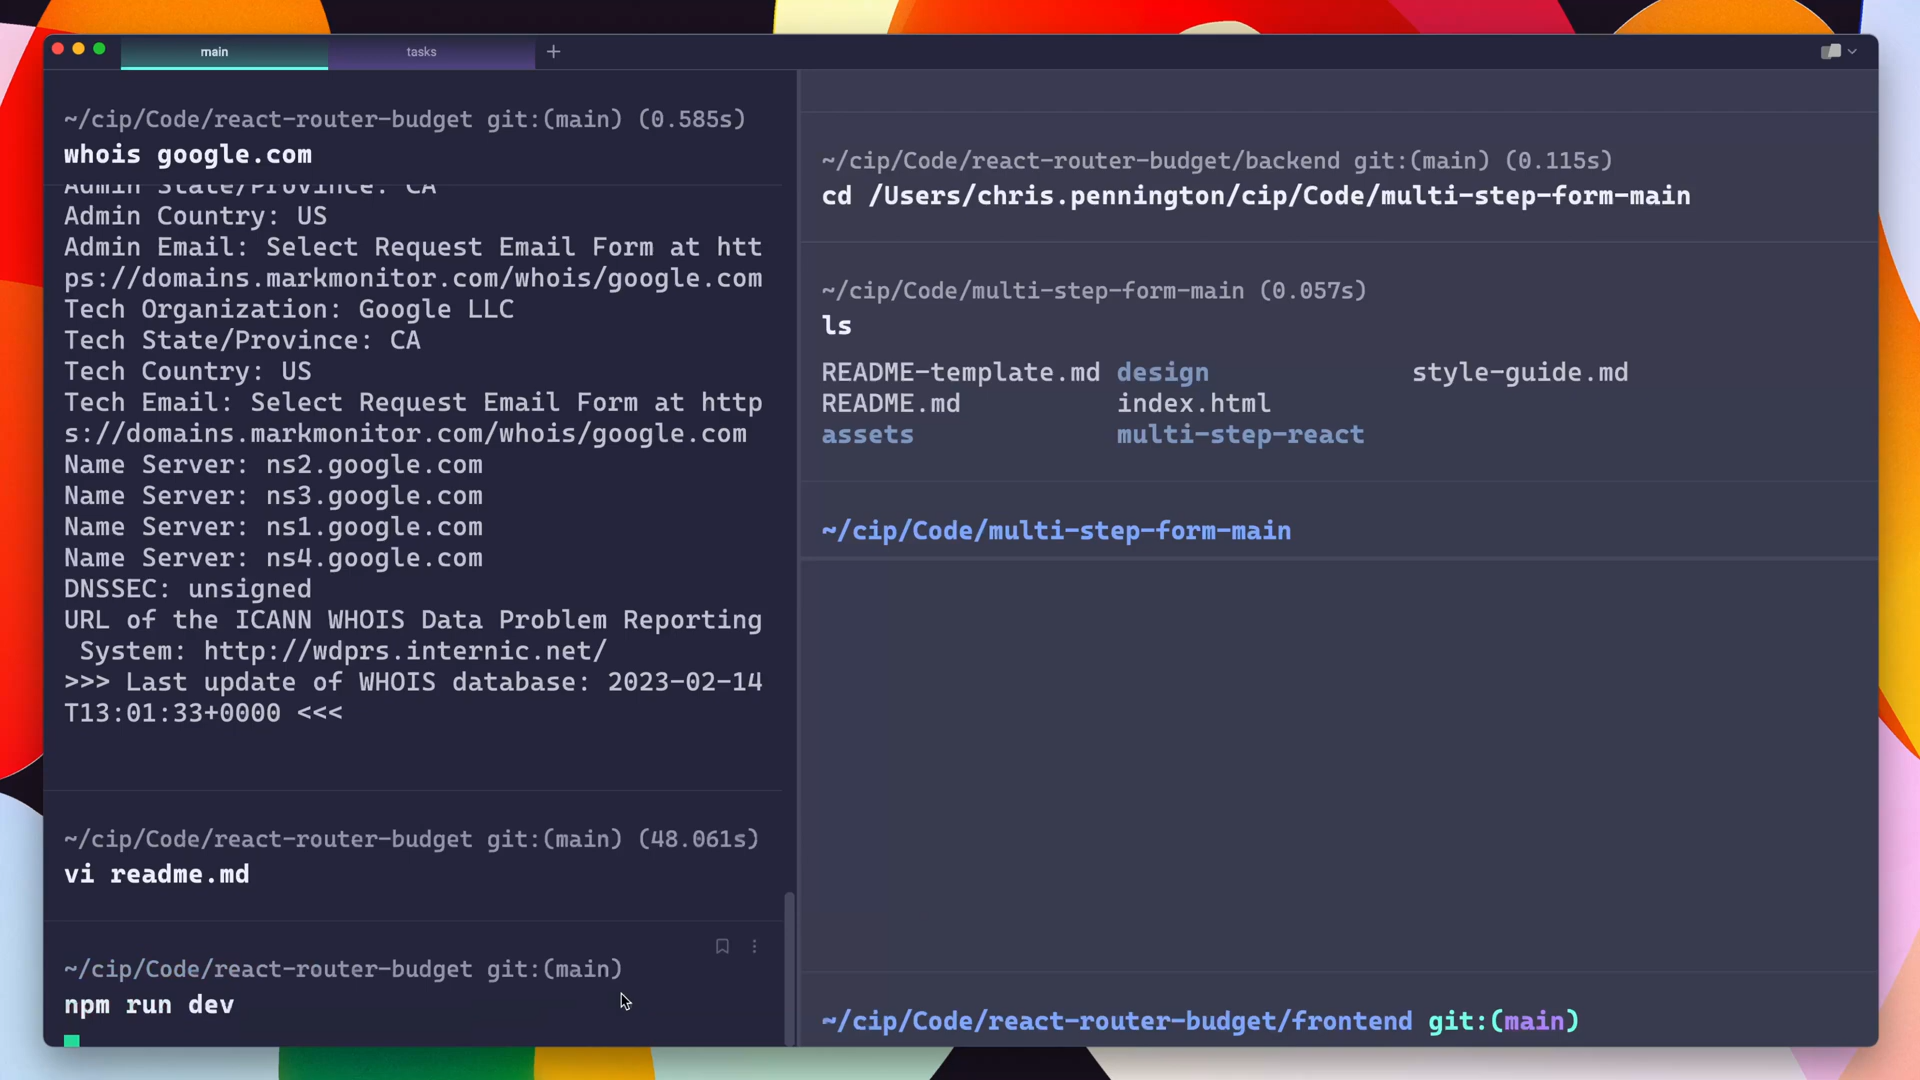 main
tasks
~/cip/Code/react-router-budget git:(main) (0.585s)
whois google.com
Admin State/Province: CA
Admin Country: US
Admin Email: Select Request Email Form at htt
ps://domains.markmonitor.com/whois/google.com
Tech Organization: Google LLC
Tech State/Province: CA
Tech Country: US
Tech Email: Select Request Email Form at http
s://domains.markmonitor.com/whois/google.com
Name Server: ns2.google.com
Name Server: ns3.google.com
Name Server: ns1.google.com
Name Server: ns4.google.com
DNSSEC: unsigned
URL of the ICANN WHOIS Data Problem Reporting
System: http://wdprs.internic.net/
>>> Last update of WHOIS database: 2023-02-14
T13:01:33+0000 <<<
~/cip/Code/react-router-budget git:(main) (48.061s)
vi readme.md
~/cip/Code/react-router-budget git:(main)
npm run dev
~/cip/Code/react-router-budget/backend git:(main) (0.115s)
cd /Users/chris.pennington/cip/Code/multi-step-form-main
~/cip/Code/multi-step-form-main (0.057s)
ls
README-template.md design style-guide.md
README.md index.html
assets multi-step-react
~/cip/Code/multi-step-form-main
~/cip/Code/react-router-budget/frontend git:(main)